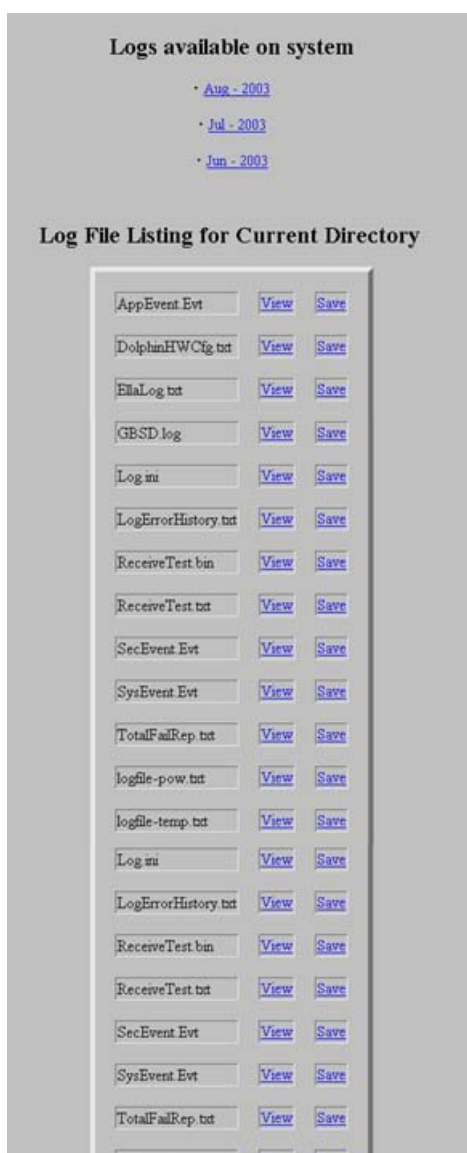 Logs available on system
· Aug - 2003
· Jul - 2003
· Jun - 2003
Log File Listing for Current Directory
AppEvent.Evt View Save
DolphinHWCfg.txt View Save
EllaLog.txt View Save
GBSD.log View Save
Log.ini View Save
LogErrorHistory.txt View Save
ReceiveTest.bin View Save
ReceiveTest.txt View Save
SecEvent.Evt View Save
SysEvent.Evt View Save
TotalFailRep.txt View Save
logfile-pow.txt View Save
logfile-temp.txt View Save
Log.ini View Save
LogErrorHistory.txt View Save
ReceiveTest.bin View Save
ReceiveTest.txt View Save
SecEvent.Evt View Save
SysEvent.Evt View Save
TotalFailRep.txt View Save